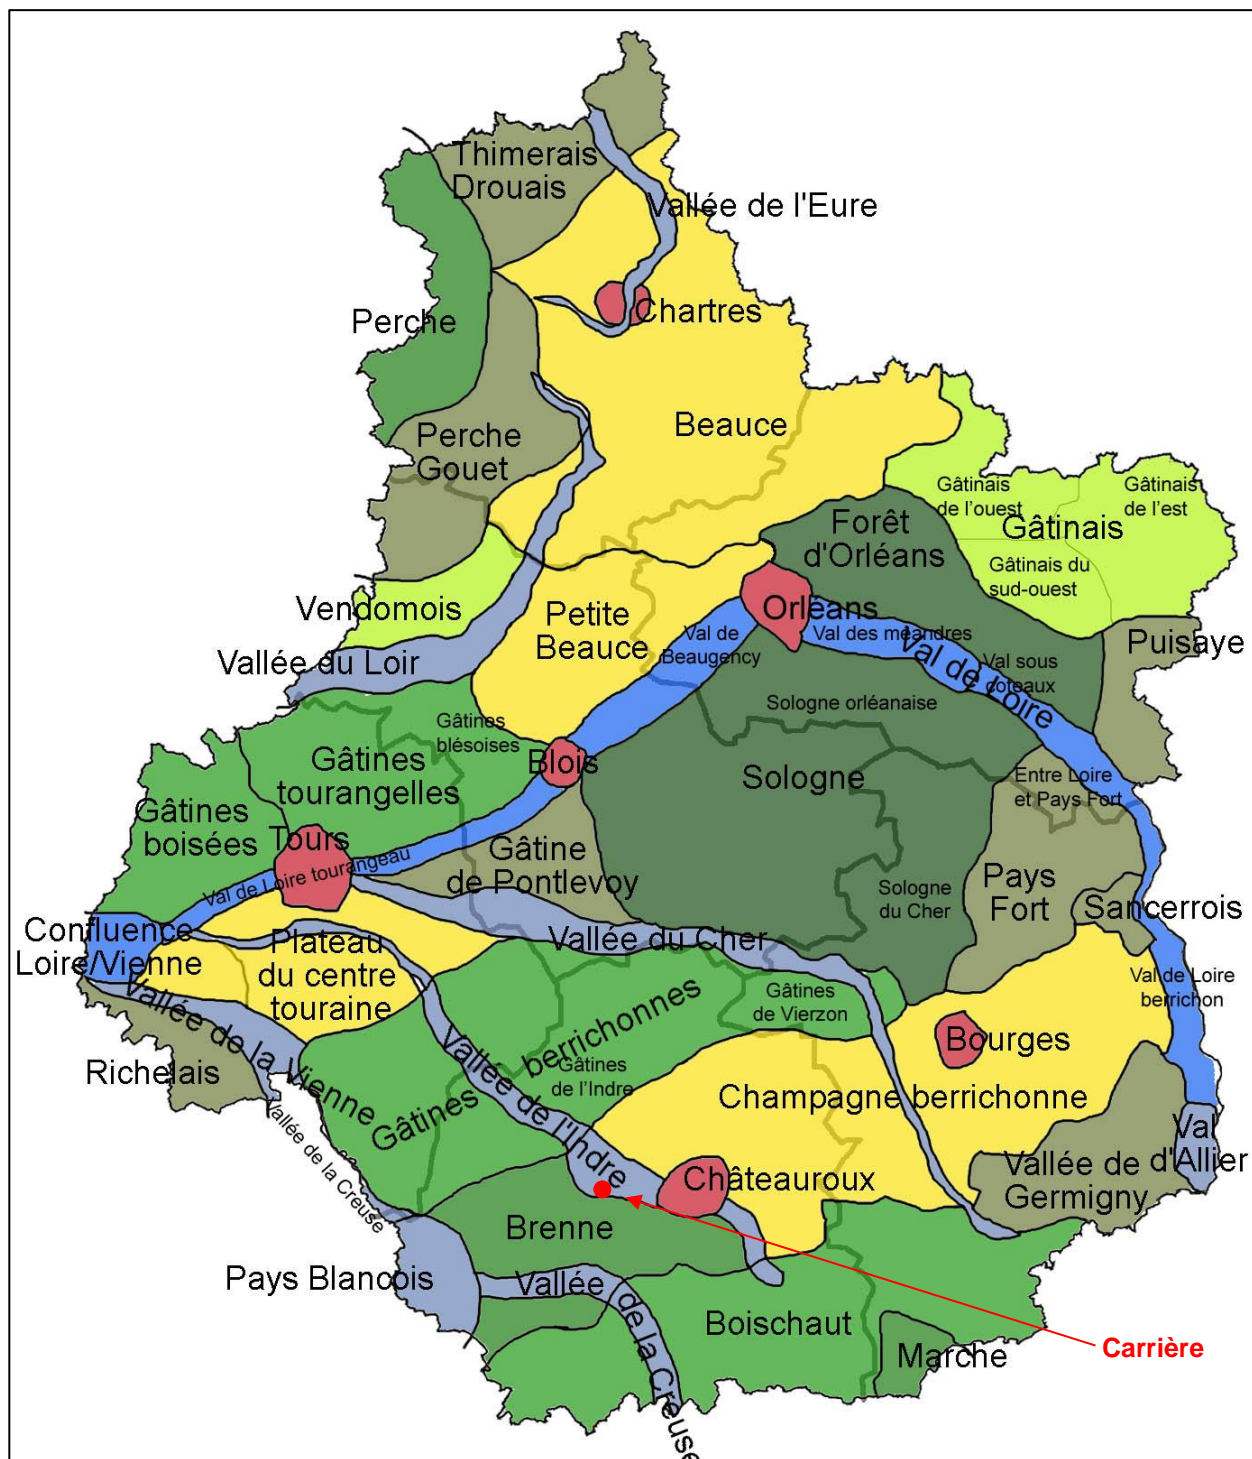 Thimerais
Drouais
Vallée de l'Eure
Chartres
Perche
Beauce
Perche
Gouet
Gâtinais
de l'ouest
Gâtinais
de l'est
Gâtinais
Forêt
d'Orléans
Gâtinais du
sud-ouest
Vendomois
Petite
Beauce
Orléans
Val de
Beaugency
Val des méandres
Val de Loire
Val sous
coteaux
Puisaye
Vallée du Loir
Sologne orléanaise
Gâtines
blésoises
Blois
Gâtines
tourangelles
Sologne
Entre Loire
et Pays Fort
Gâtines
boisées
Tours
Val de Loire tourangeau
Gâtine
de Pontlevoy
Sologne
du Cher
Pays
Fort
Sancerrois
Confluence
Loire/Vienne
Plateau
du centre
touraine
Vallée du Cher
Val de Loire
berrichon
Vallée de la Vienne
Richelais
Gâtines berrichonnes
Gâtines
de Vierzon
Gâtines
de l'Indre
Vallée de l'Indre
Bourges
Champagne berrichonne
Vallée de la Creuse
Châteauroux
Vallée de
Germigny
Val
d'Allier
Brenne
Pays Blancois
Vallée de la Creuse
Boischaut
Marche
Carrière